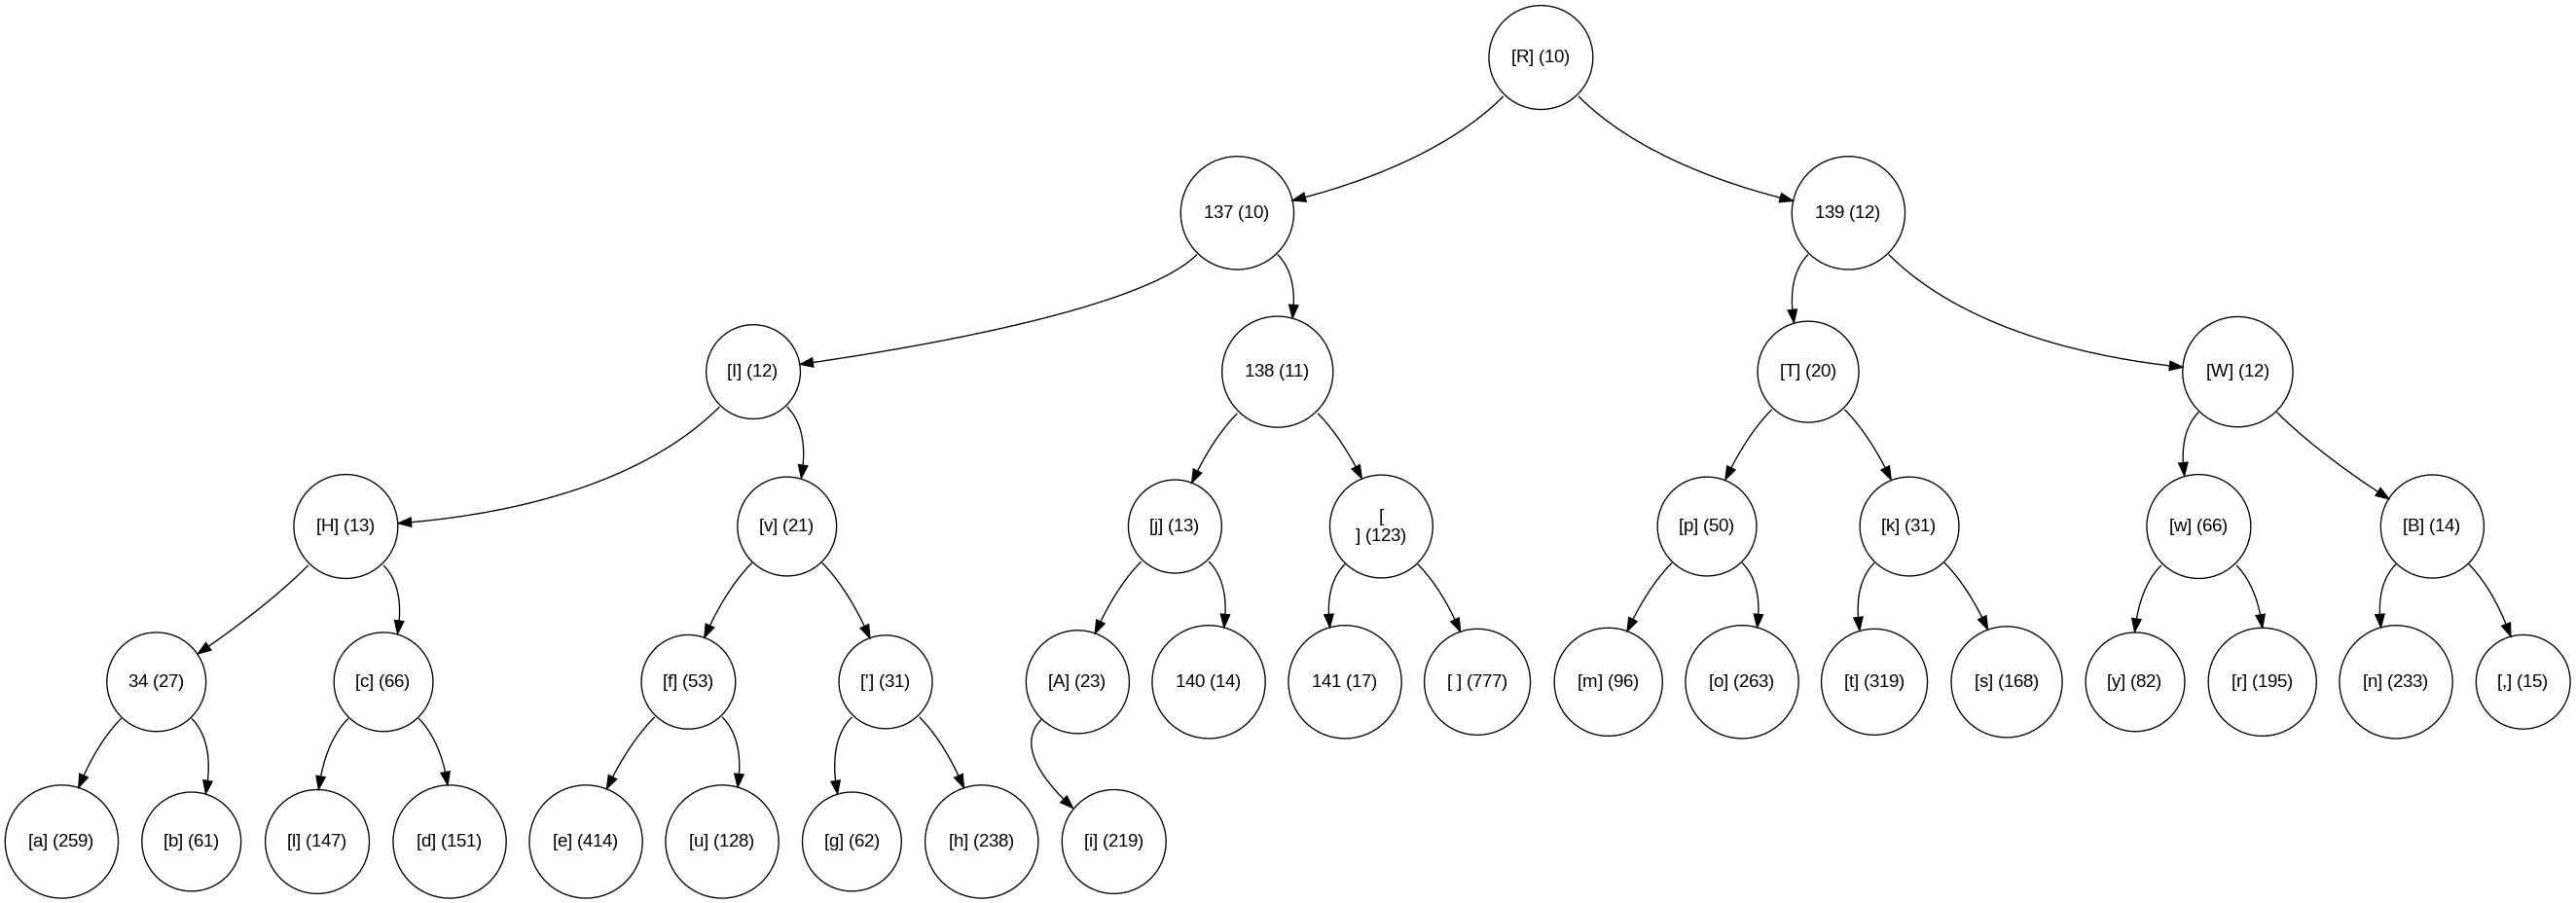 [R] (10)
137 (10)
139 (12)
[I] (12)
138 (11)
[T] (20)
[W] (12)
[H] (13)
[v] (21)
[j] (13)
[
] (123)
[p] (50)
[k] (31)
[w] (66)
[B] (14)
34 (27)
[c] (66)
[f] (53)
['] (31)
[A] (23)
140 (14)
141 (17)
[ ] (777)
[m] (96)
[o] (263)
[t] (319)
[s] (168)
[y] (82)
[r] (195)
[n] (233)
[,] (15)
[a] (259)
[b] (61)
[l] (147)
[d] (151)
[e] (414)
[u] (128)
[g] (62)
[h] (238)
[i] (219)